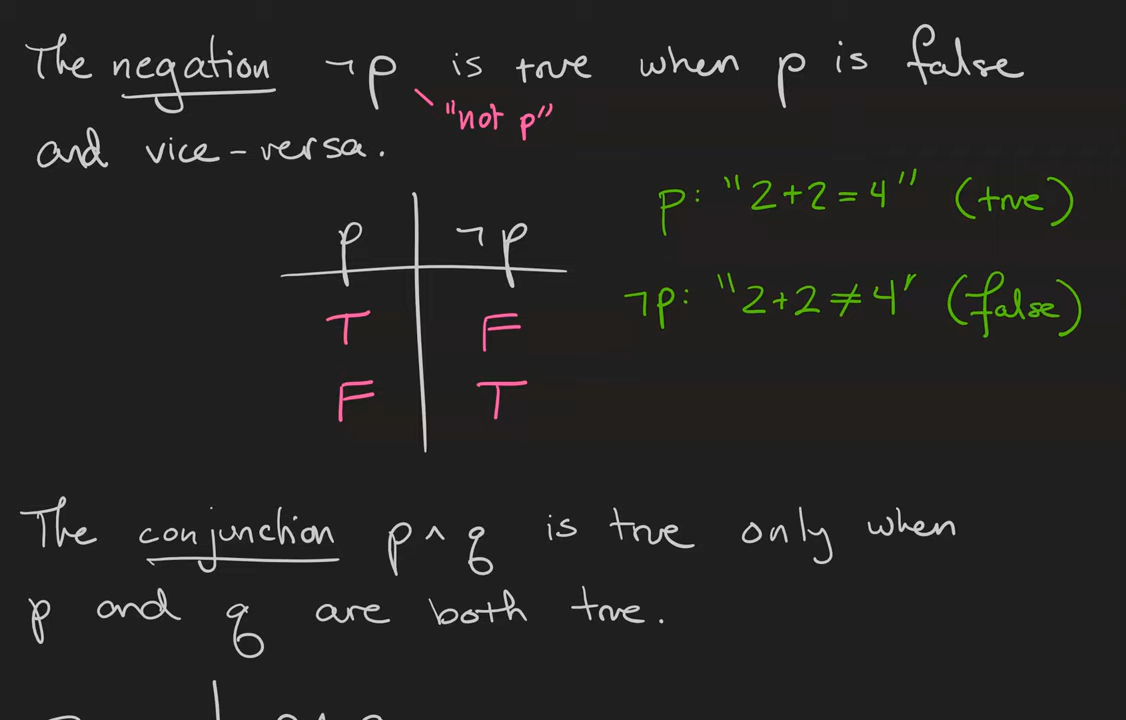 The negation ¬p is true when p is false
"not p"
and vice-versa.
p: "2+2=4" (true)
p ¬p
¬p: "2+2≠4" (false)
T F
F T
The conjunction p∧q is true only when
p and q are both true.